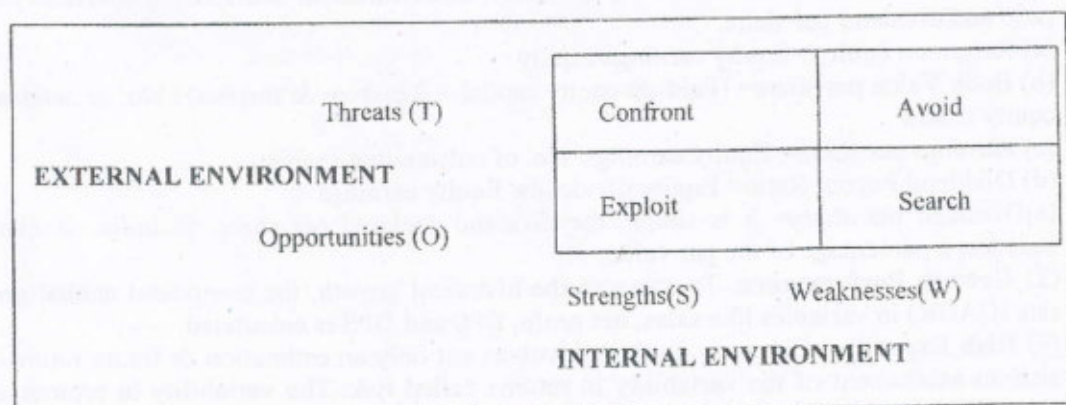 Threats (T) Confront Avoid
EXTERNAL ENVIRONMENT
Exploit Search
Opportunities (O)
Strengths(S) Weaknesses(W)
INTERNAL ENVIRONMENT